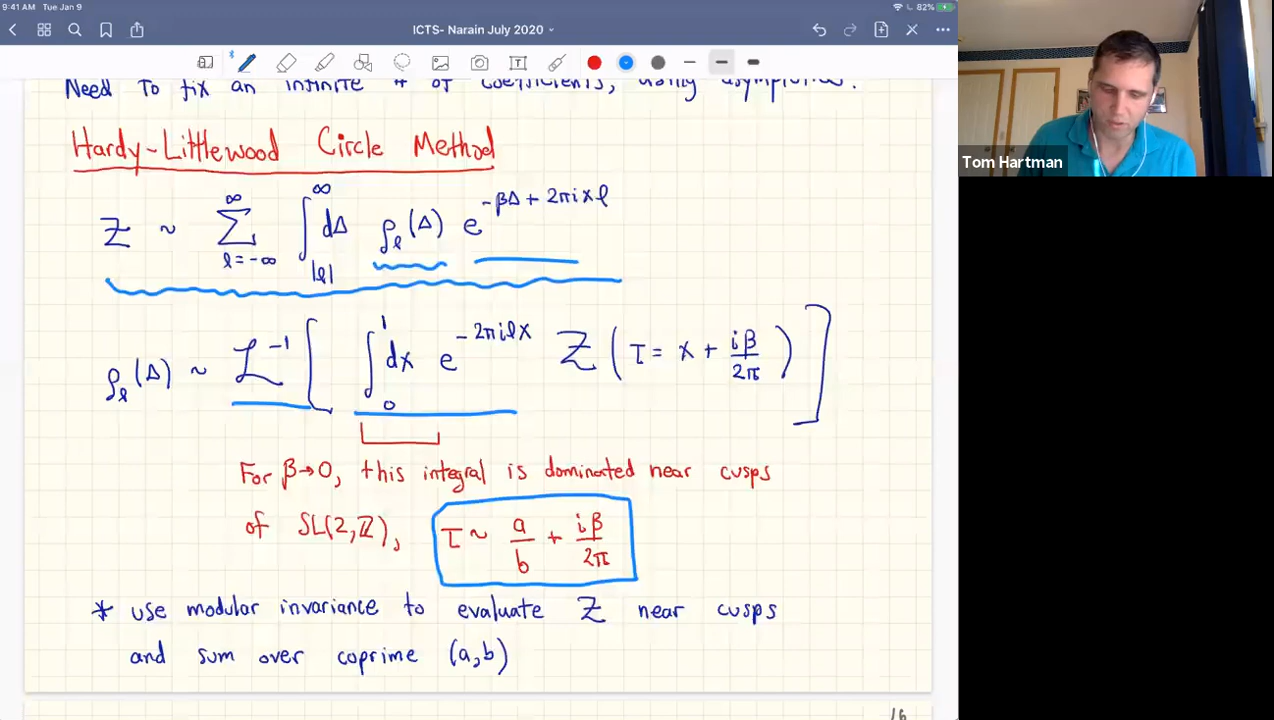 9:41 AM Tue Jan 9
82%
ICTS- Narain July 2020
Need to fix an infinite # of coefficients, using asymptotics.
Hardy-Littlewood Circle Method
Z ~ ∑_{l=-∞}^{∞} ∫_{|l|}^{∞} dΔ ρ_l(Δ) e^{-βΔ + 2πixl}
ρ_l(Δ) ~ L^{-1} [ ∫_0^1 dx e^{-2πilx} Z ( τ = x + iβ/2π ) ]
For β→0, this integral is dominated near cusps
of SL(2,ℤ), τ ~ a/b + iβ/2π
* use modular invariance to evaluate Z near cusps
and sum over coprime (a,b)
16
Tom Hartman